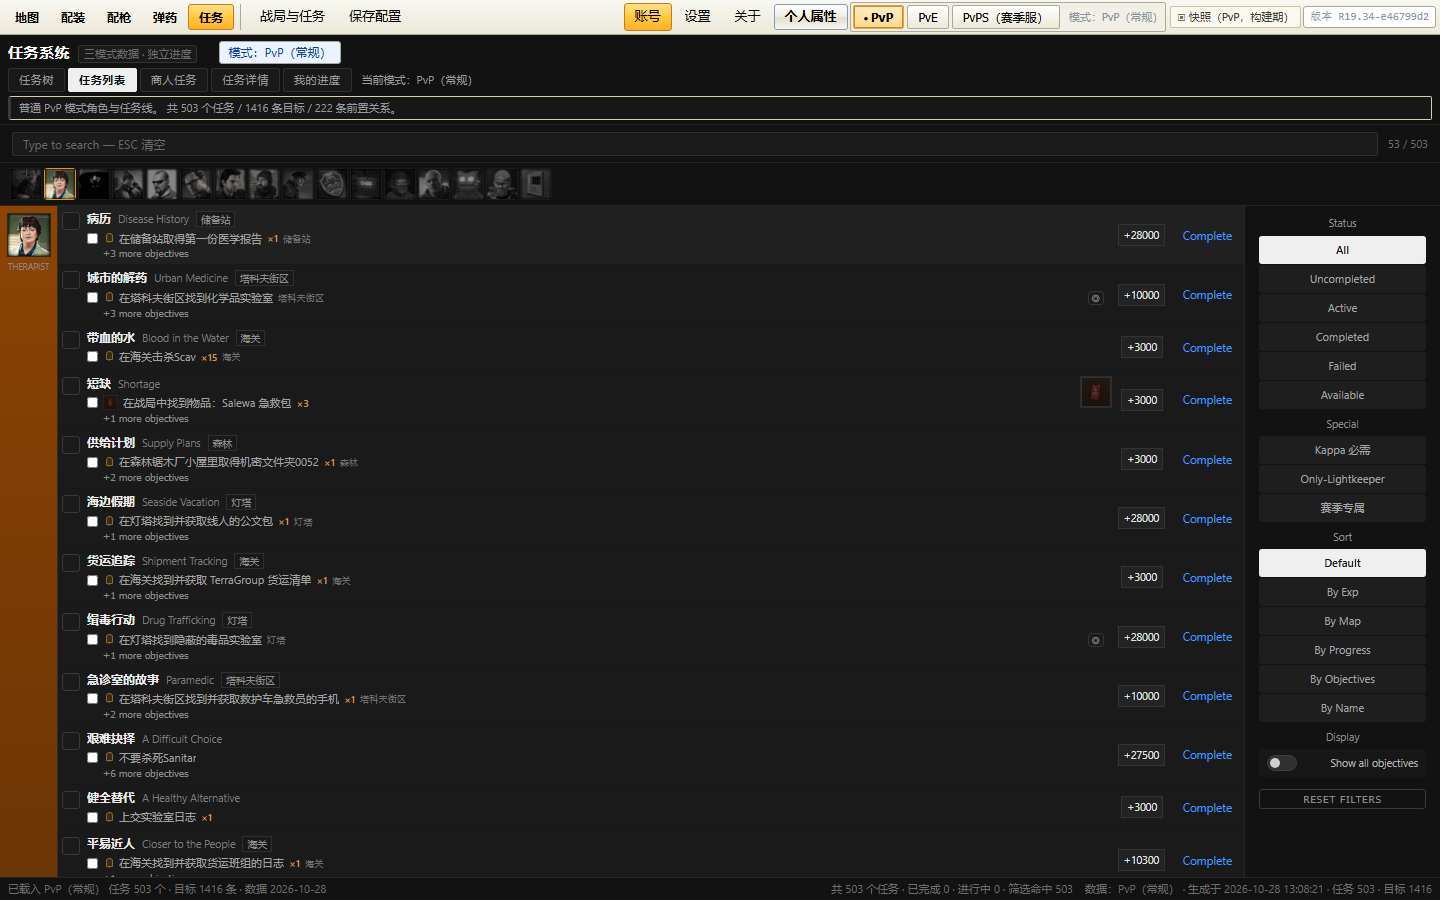 地图 配装 配枪 弹药 任务 战局与任务 保存配置 账号 设置 关于 个人属性 • PvP PvE PvPS（赛季服） 模式：PvP（常规） 快照（PvP，构建期） 版本 R19.34-e46799d2
任务系统 三模式数据 · 独立进度 模式：PvP（常规）
任务树 任务列表 商人任务 任务详情 我的进度 当前模式：PvP（常规）
普通 PvP 模式角色与任务线。 共 503 个任务 / 1416 条目标 / 222 条前置关系。
Type to search — ESC 清空 53 / 503
THERAPIST
病历 Disease History 储备站
在储备站取得第一份医学报告 ×1 储备站
+3 more objectives
+28000 Complete
城市的解药 Urban Medicine 塔科夫街区
在塔科夫街区找到化学品实验室 塔科夫街区
+3 more objectives
+10000 Complete
带血的水 Blood in the Water 海关
在海关击杀Scav ×15 海关
+3000 Complete
短缺 Shortage
在战局中找到物品：Salewa 急救包 ×3
+1 more objectives
+3000 Complete
供给计划 Supply Plans 森林
在森林锯木厂小屋里取得机密文件夹0052 ×1 森林
+2 more objectives
+3000 Complete
海边假期 Seaside Vacation 灯塔
在灯塔找到并获取线人的公文包 ×1 灯塔
+1 more objectives
+28000 Complete
货运追踪 Shipment Tracking 海关
在海关找到并获取 TerraGroup 货运清单 ×1 海关
+1 more objectives
+3000 Complete
缉毒行动 Drug Trafficking 灯塔
在灯塔找到隐蔽的毒品实验室 灯塔
+1 more objectives
+28000 Complete
急诊室的故事 Paramedic 塔科夫街区
在塔科夫街区找到并获取救护车急救员的手机 ×1 塔科夫街区
+2 more objectives
+10000 Complete
艰难抉择 A Difficult Choice
不要杀死Sanitar
+6 more objectives
+27500 Complete
健全替代 A Healthy Alternative
上交实验室日志 ×1
+3000 Complete
平易近人 Closer to the People 海关
在海关找到并获取货运班组的日志 ×1 海关
+10300 Complete
Status
All
Uncompleted
Active
Completed
Failed
Available
Special
Kappa 必需
Only-Lightkeeper
赛季专属
Sort
Default
By Exp
By Map
By Progress
By Objectives
By Name
Display
Show all objectives
RESET FILTERS
已载入 PvP（常规） 任务 503 个 · 目标 1416 条 · 数据 2026-10-28 共 503 个任务 · 已完成 0 · 进行中 0 · 筛选命中 503 数据：PvP（常规） · 生成于 2026-10-28 13:08:21 · 任务 503 · 目标 1416